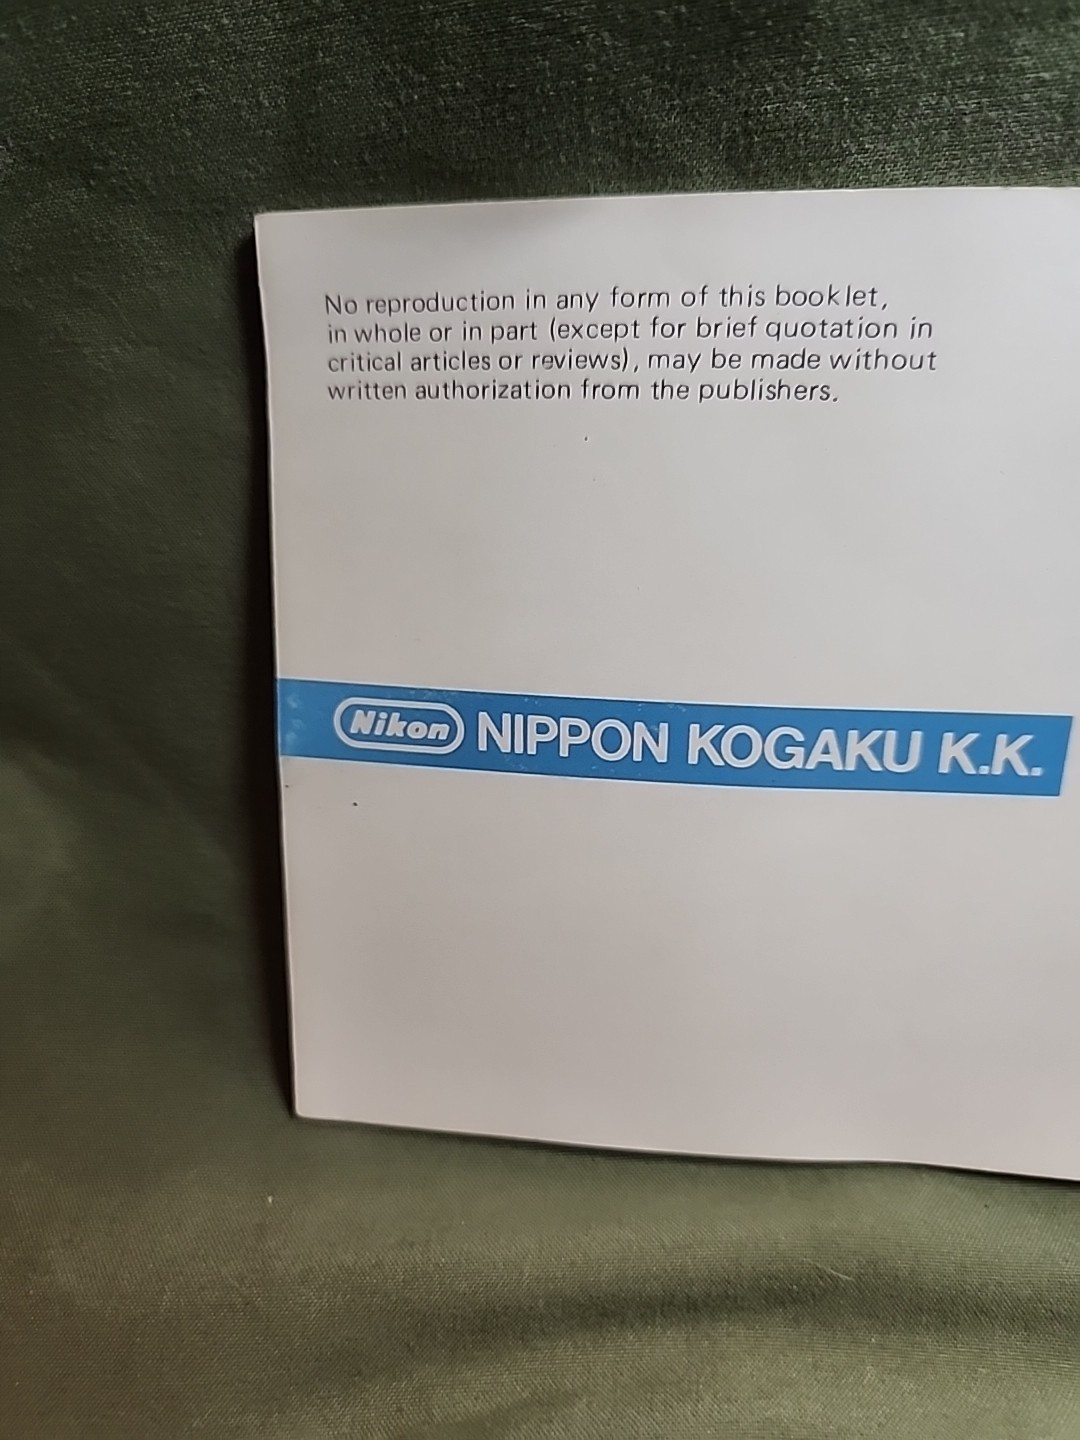 No reproduction in any form of this booklet,
in whole or in part (except for brief quotation in
critical articles or reviews), may be made without
written authorization from the publishers.
Nikon NIPPON KOGAKU K.K.